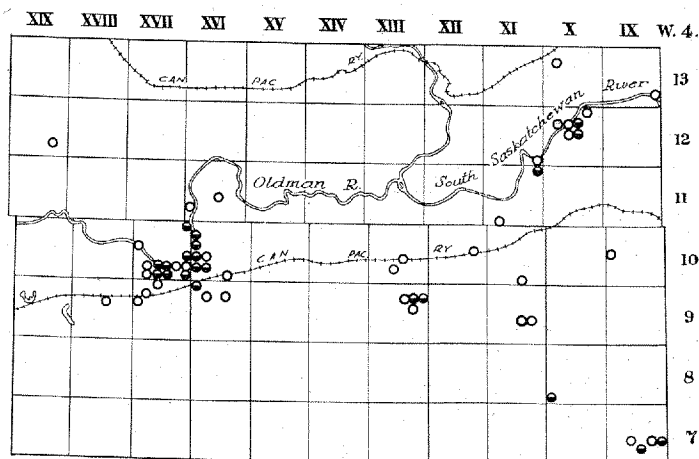 XIX XVIII XVII XVI XV XIV XIII XII XI X IX W. 4.
CAN PAC RY
13
Saskatchewan River
12
Oldman R. South
11
CAN PAC RY
10
9
8
7